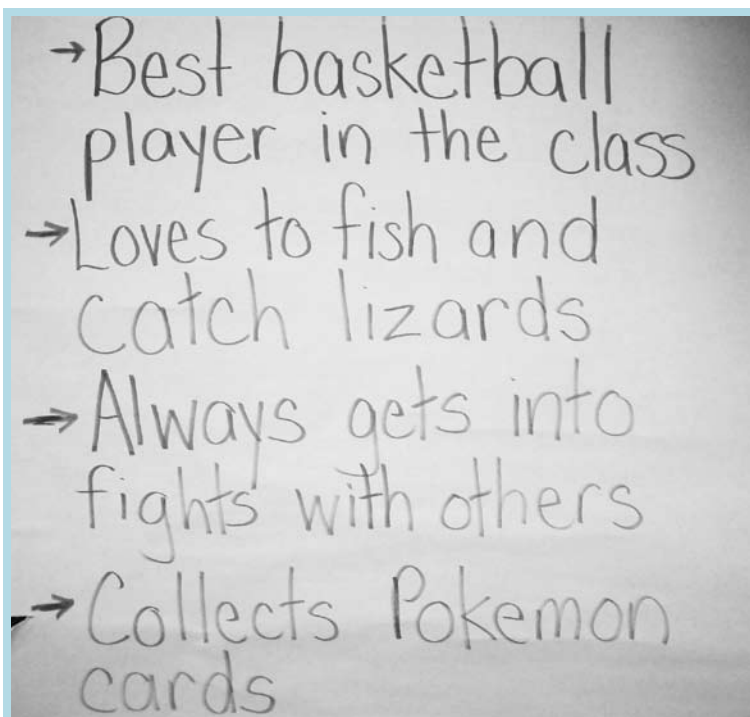 →Best basketball
player in the class
→Loves to fish and
catch lizards
→Always gets into
fights with others
→Collects Pokemon
cards